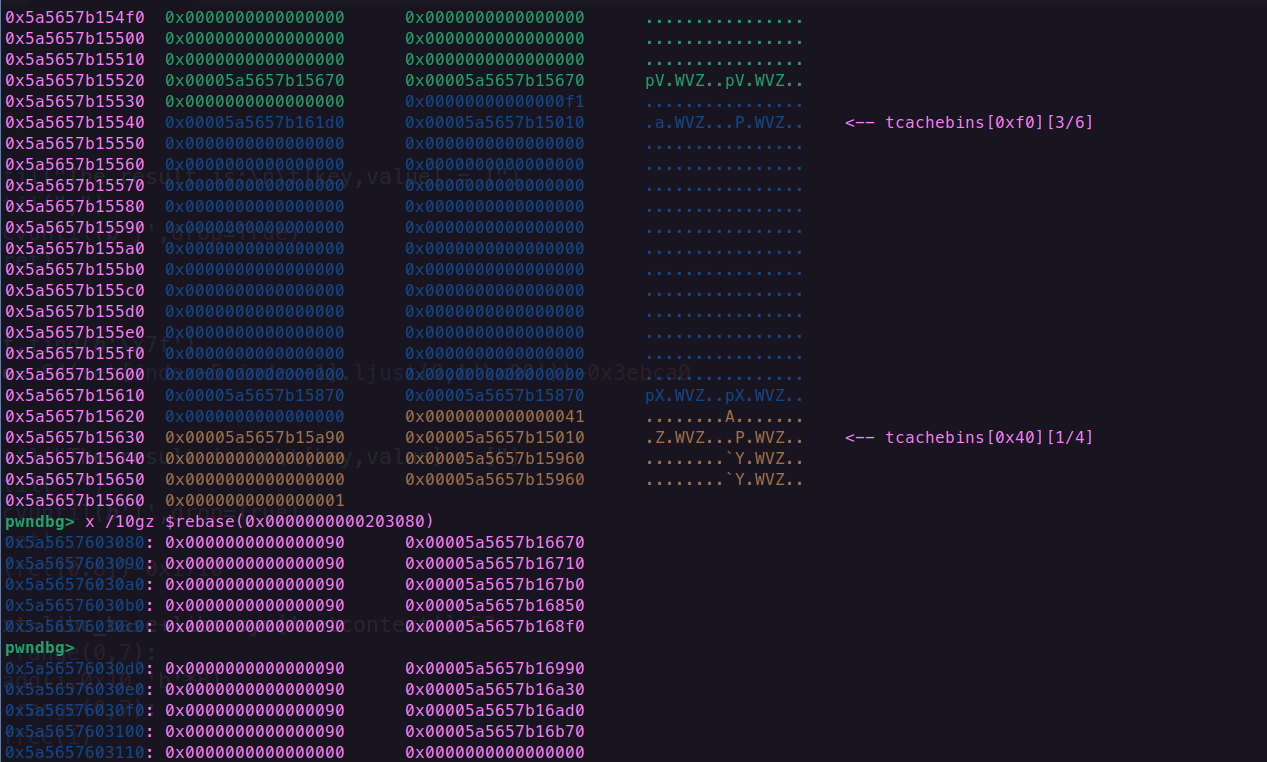 0x5a5657b154f0 0x0000000000000000 0x0000000000000000 ................
0x5a5657b15500 0x0000000000000000 0x0000000000000000 ................
0x5a5657b15510 0x0000000000000000 0x0000000000000000 ................
0x5a5657b15520 0x00005a5657b15670 0x00005a5657b15670 pV.WVZ..pV.WVZ..
0x5a5657b15530 0x0000000000000000 0x00000000000000f1 ................
0x5a5657b15540 0x00005a5657b161d0 0x00005a5657b15010 .a.WVZ...P.WVZ.. <-- tcachebins[0xf0][3/6]
0x5a5657b15550 0x0000000000000000 0x0000000000000000 ................
0x5a5657b15560 0x0000000000000000 0x0000000000000000 ................
0x5a5657b15570 0x0000000000000000 0x0000000000000000 ................
0x5a5657b15580 0x0000000000000000 0x0000000000000000 ................
0x5a5657b15590 0x0000000000000000 0x0000000000000000 ................
0x5a5657b155a0 0x0000000000000000 0x0000000000000000 ................
0x5a5657b155b0 0x0000000000000000 0x0000000000000000 ................
0x5a5657b155c0 0x0000000000000000 0x0000000000000000 ................
0x5a5657b155d0 0x0000000000000000 0x0000000000000000 ................
0x5a5657b155e0 0x0000000000000000 0x0000000000000000 ................
0x5a5657b155f0 0x0000000000000000 0x0000000000000000 ................
0x5a5657b15600 0x0000000000000000 0x0000000000000000 ................
0x5a5657b15610 0x00005a5657b15870 0x00005a5657b15870 pX.WVZ..pX.WVZ..
0x5a5657b15620 0x0000000000000000 0x0000000000000041 ........A.......
0x5a5657b15630 0x00005a5657b15a90 0x00005a5657b15010 .Z.WVZ...P.WVZ.. <-- tcachebins[0x40][1/4]
0x5a5657b15640 0x0000000000000000 0x00005a5657b15960 ........`Y.WVZ..
0x5a5657b15650 0x0000000000000000 0x00005a5657b15960 ........`Y.WVZ..
0x5a5657b15660 0x0000000000000001
pwndbg> x /10gz $rebase(0x0000000000203080)
0x5a5657603080: 0x0000000000000090 0x00005a5657b16670
0x5a5657603090: 0x0000000000000090 0x00005a5657b16710
0x5a56576030a0: 0x0000000000000090 0x00005a5657b167b0
0x5a56576030b0: 0x0000000000000090 0x00005a5657b16850
0x5a56576030c0: 0x0000000000000090 0x00005a5657b168f0
pwndbg>
0x5a56576030d0: 0x0000000000000090 0x00005a5657b16990
0x5a56576030e0: 0x0000000000000090 0x00005a5657b16a30
0x5a56576030f0: 0x0000000000000090 0x00005a5657b16ad0
0x5a5657603100: 0x0000000000000090 0x00005a5657b16b70
0x5a5657603110: 0x0000000000000000 0x0000000000000000